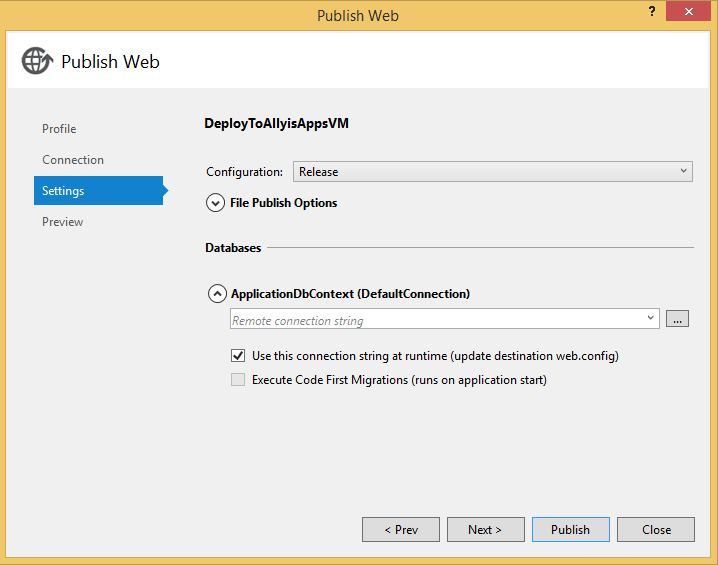 Publish Web
?
Publish Web
Profile
Connection
Settings
Preview
DeployToAllyisAppsVM
Configuration: Release
File Publish Options
Databases
ApplicationDbContext (DefaultConnection)
Remote connection string
...
Use this connection string at runtime (update destination web.config)
Execute Code First Migrations (runs on application start)
< Prev Next > Publish Close